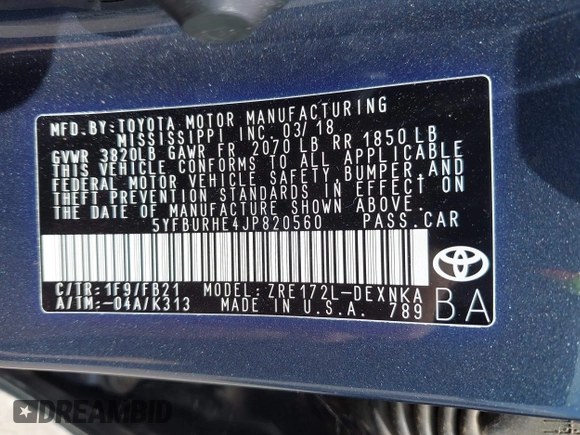 MFD.BY:TOYOTA MOTOR MANUFACTURING
MISSISSIPPI INC. 03/18
GVWR 3820LB GAWR FR 2070 LB RR 1850 LB
THIS VEHICLE CONFORMS TO ALL APPLICABLE
FEDERAL MOTOR VEHICLE SAFETY,BUMPER,AND
THEFT PREVENTION STANDARDS IN EFFECT ON
THE DATE OF MANUFACTURE SHOWN ABOVE.
5YFBURHE4JP820560 PASS.CAR
C/TR:1F9/FB21 MODEL:ZRE172L-DEXNKA
A/TM:-04A/K313 MADE IN U.S.A. 789
BA
DREAMBID